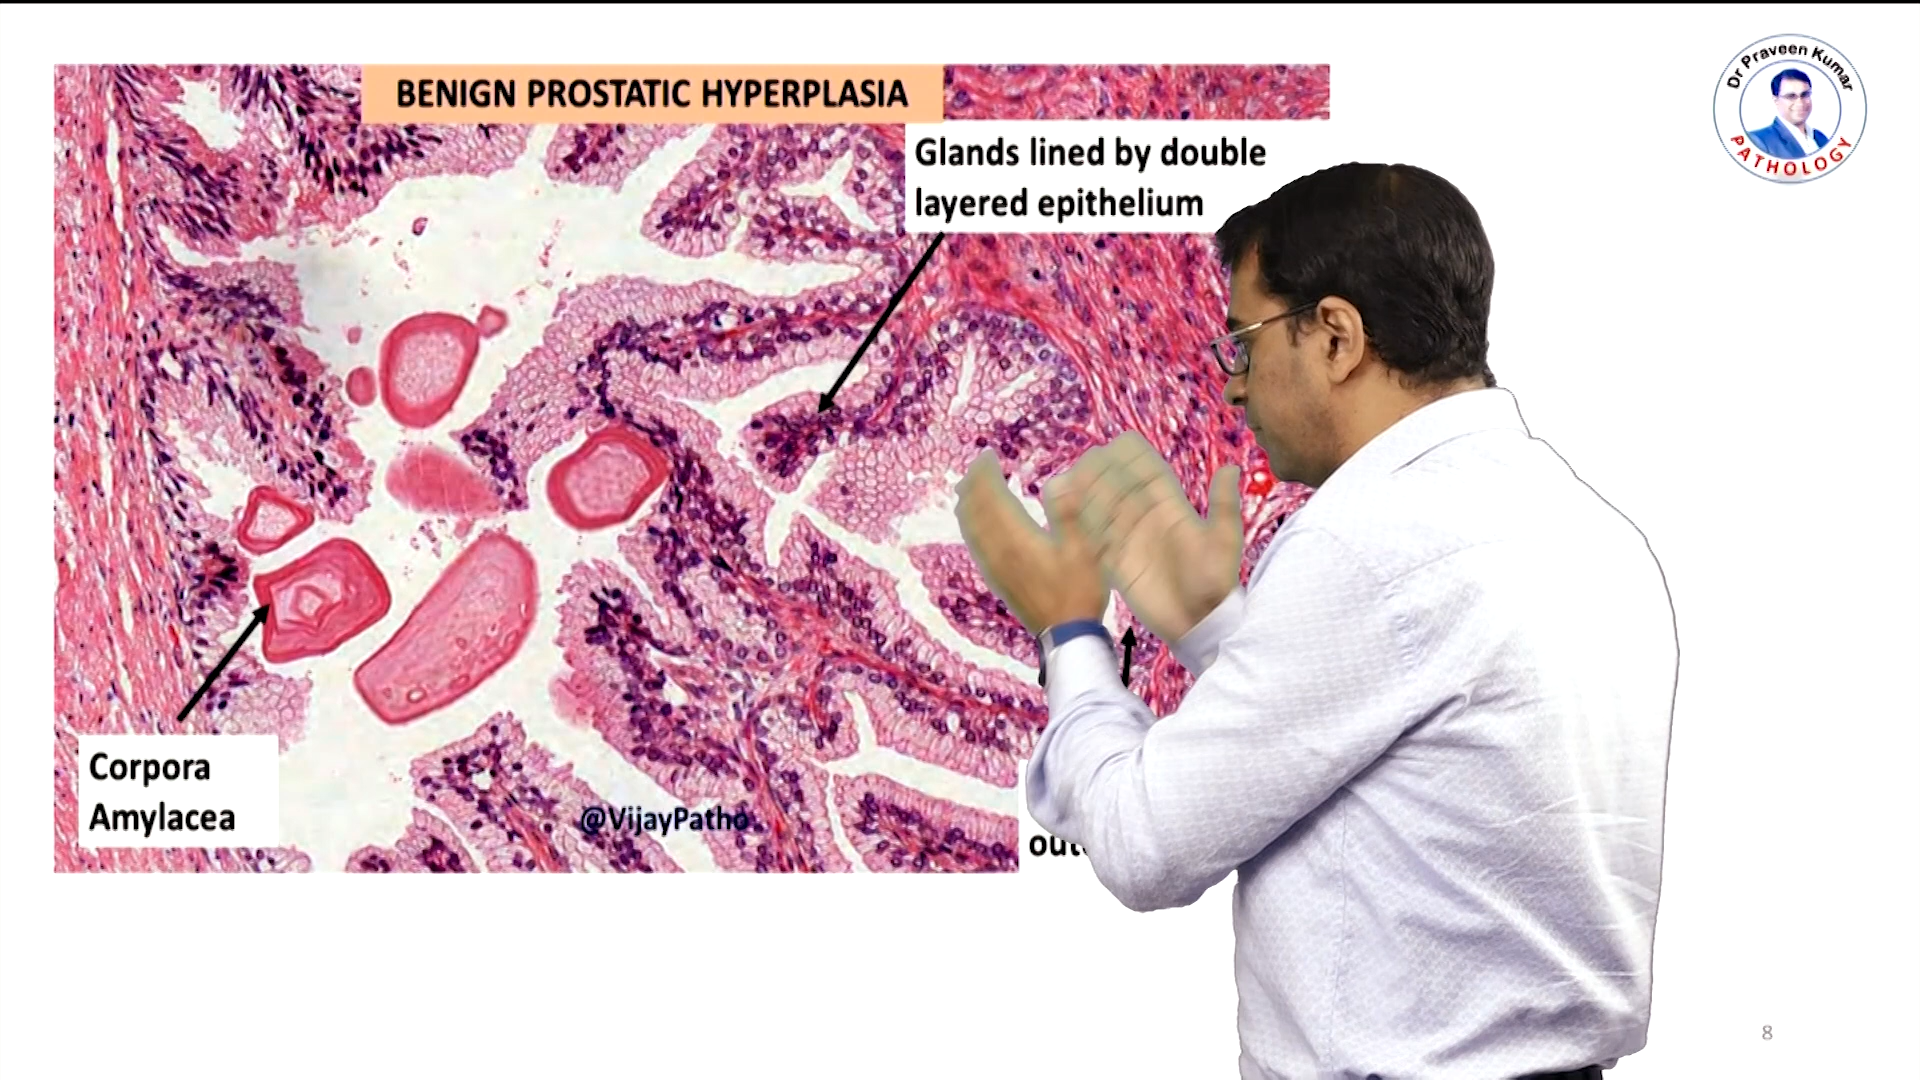 BENIGN PROSTATIC HYPERPLASIA
Dr Praveen Kumar
PATHOLOGY
Glands lined by double
layered epithelium
Corpora
Amylacea
@VijayPatho
8